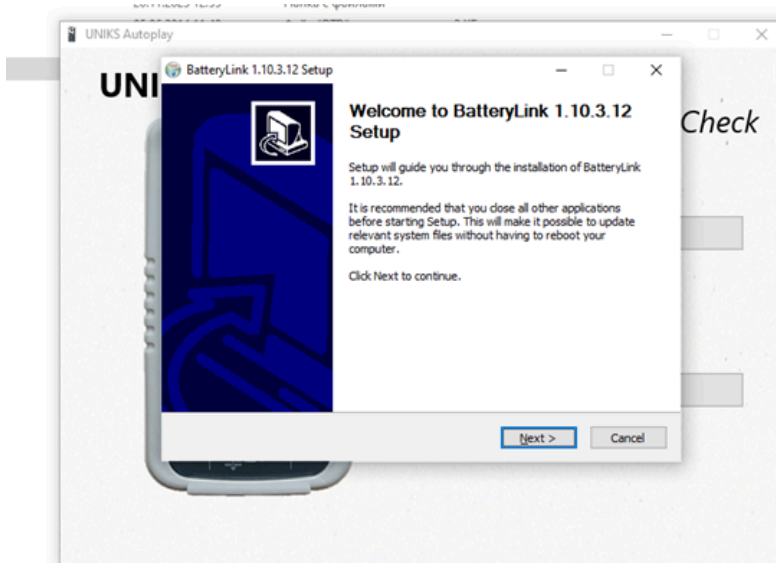 UNIKS Autoplay
UNI
Check
BatteryLink 1.10.3.12 Setup
Welcome to BatteryLink 1.10.3.12
Setup
Setup will guide you through the installation of BatteryLink
1.10.3.12.
It is recommended that you close all other applications
before starting Setup. This will make it possible to update
relevant system files without having to reboot your
computer.
Click Next to continue.
Next >
Cancel